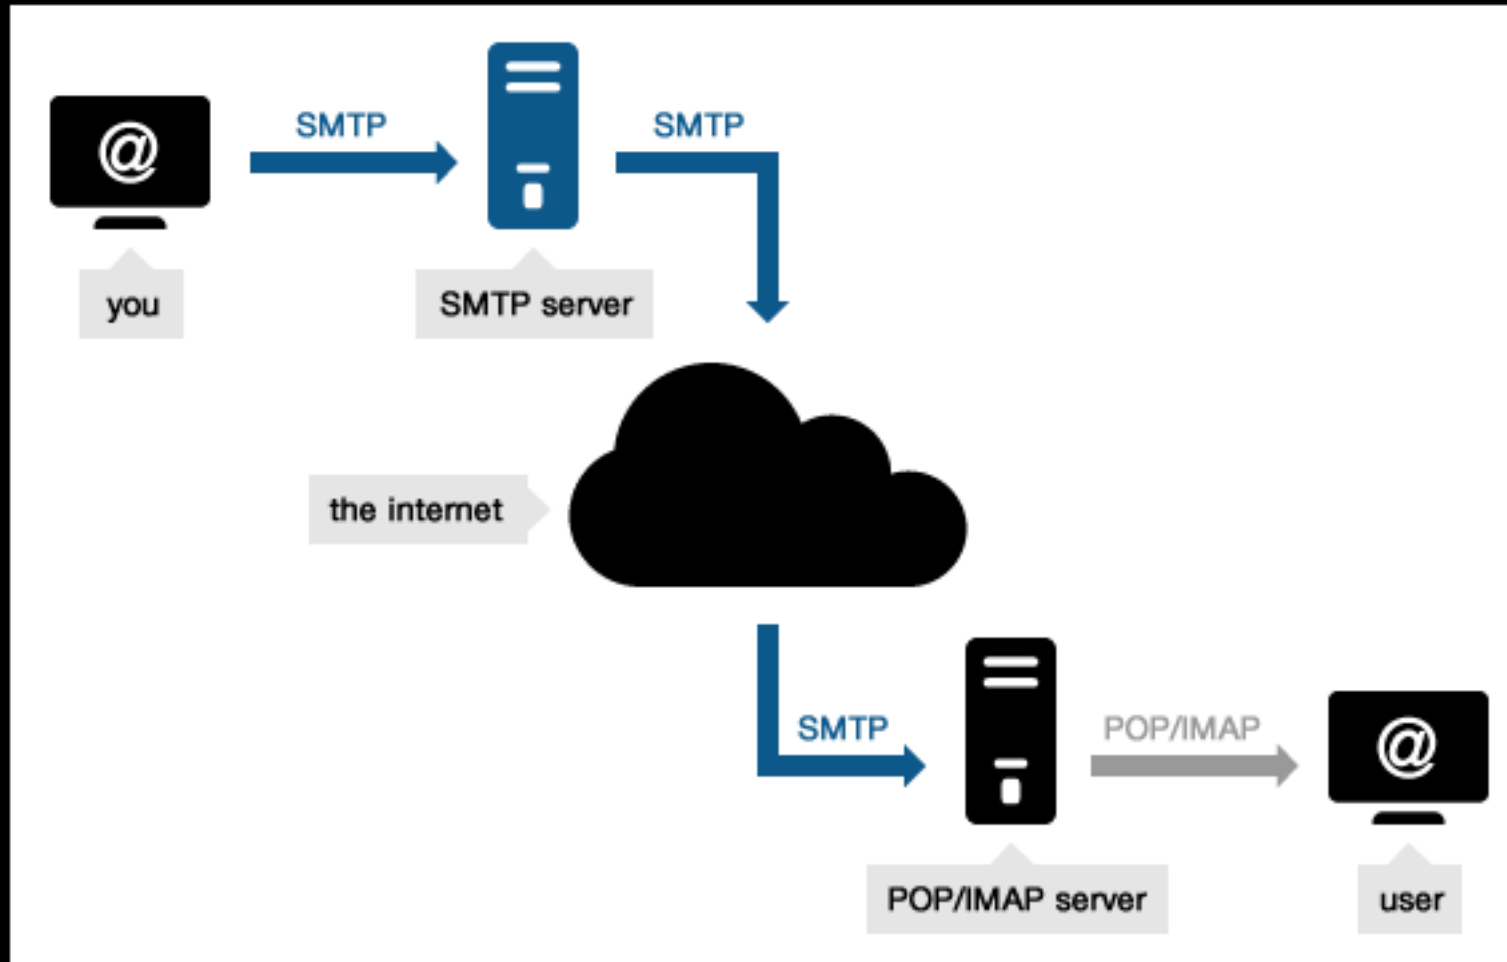 @
SMTP
SMTP
you
SMTP server
the internet
SMTP
POP/IMAP
@
POP/IMAP server
user